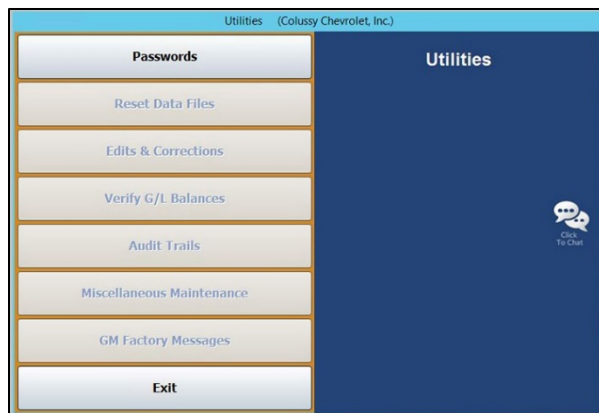 Utilities (Colussy Chevrolet, Inc.)
Passwords
Reset Data Files
Edits & Corrections
Verify G/L Balances
Audit Trails
Miscellaneous Maintenance
GM Factory Messages
Exit
Utilities
Click
To Chat